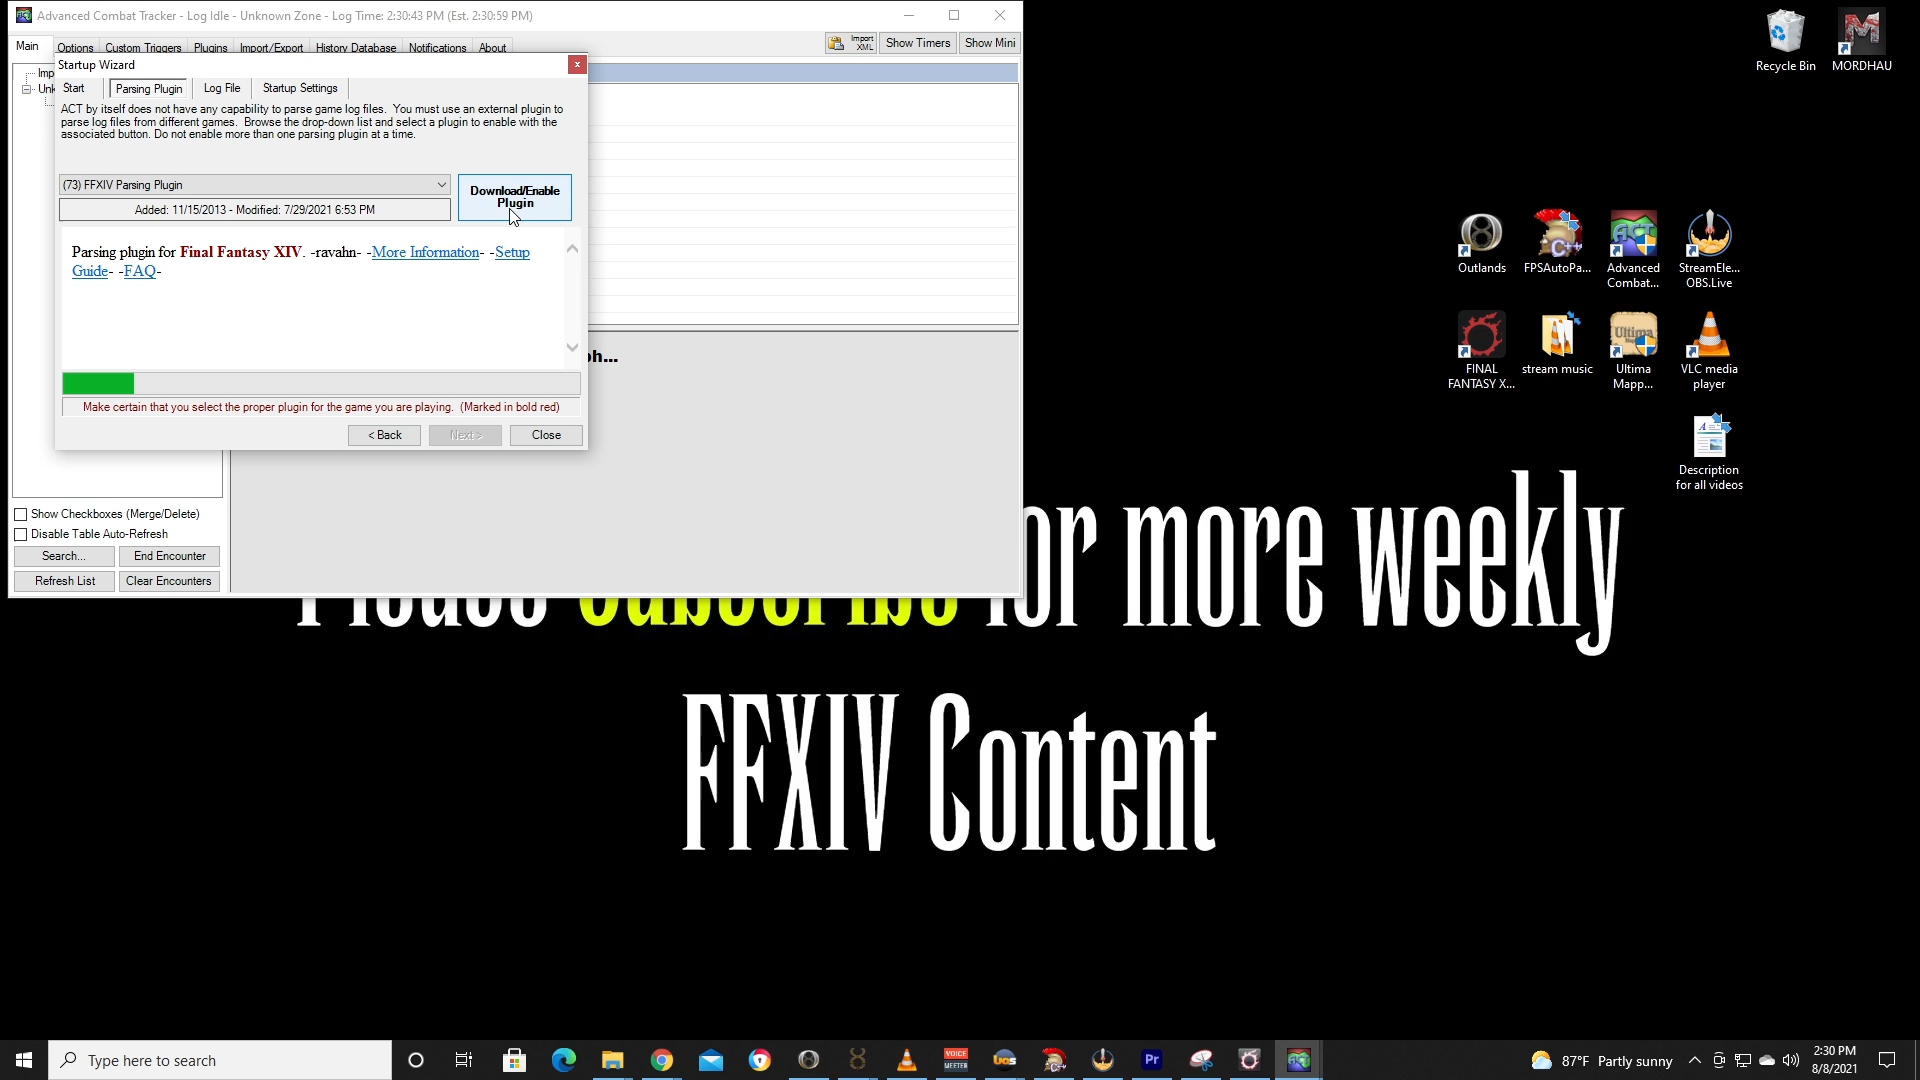 Advanced Combat Tracker - Log Idle - Unknown Zone - Log Time: 2:30:43 PM (Est. 2:30:59 PM)
Main Options Custom Triggers Plugins Import/Export History Database Notifications About
Import XML Show Timers Show Mini
Imp
Unk
Startup Wizard
x
Start Parsing Plugin Log File Startup Settings
ACT by itself does not have any capability to parse game log files. You must use an external plugin to
parse log files from different games. Browse the drop-down list and select a plugin to enable with the
associated button. Do not enable more than one parsing plugin at a time.
(73) FFXIV Parsing Plugin
Download/Enable
Plugin
Added: 11/15/2013 - Modified: 7/29/2021 6:53 PM
Parsing plugin for Final Fantasy XIV. -ravahn- -More Information- -Setup
Guide- -FAQ-
ph...
Make certain that you select the proper plugin for the game you are playing. (Marked in bold red)
< Back Next > Close
Show Checkboxes (Merge/Delete)
Disable Table Auto-Refresh
Search... End Encounter
Refresh List Clear Encounters
Recycle Bin MORDHAU
Outlands FPSAutoPa... Advanced Combat... StreamEle... OBS.Live
FINAL FANTASY X... stream music Ultima Mapp... VLC media player
Description for all videos
Please Subscribe for more weekly
FFXIV Content
Type here to search
VOICE MEETER
UOS
Pr
87°F Partly sunny
2:30 PM
8/8/2021